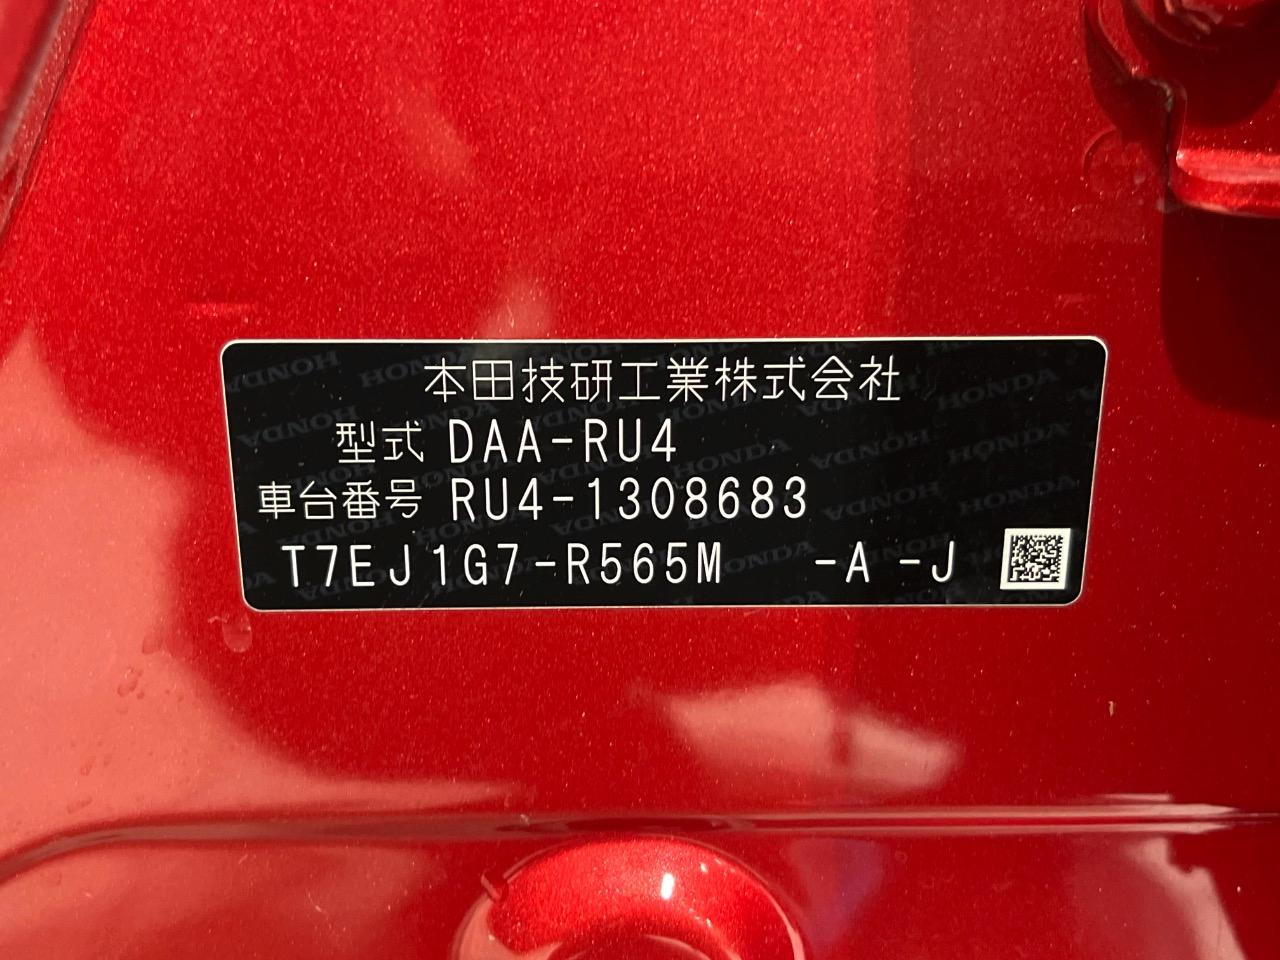 本田技研工業株式会社
型式 DAA-RU4
車台番号 RU4-1308683
T7EJ1G7-R565M -A -J